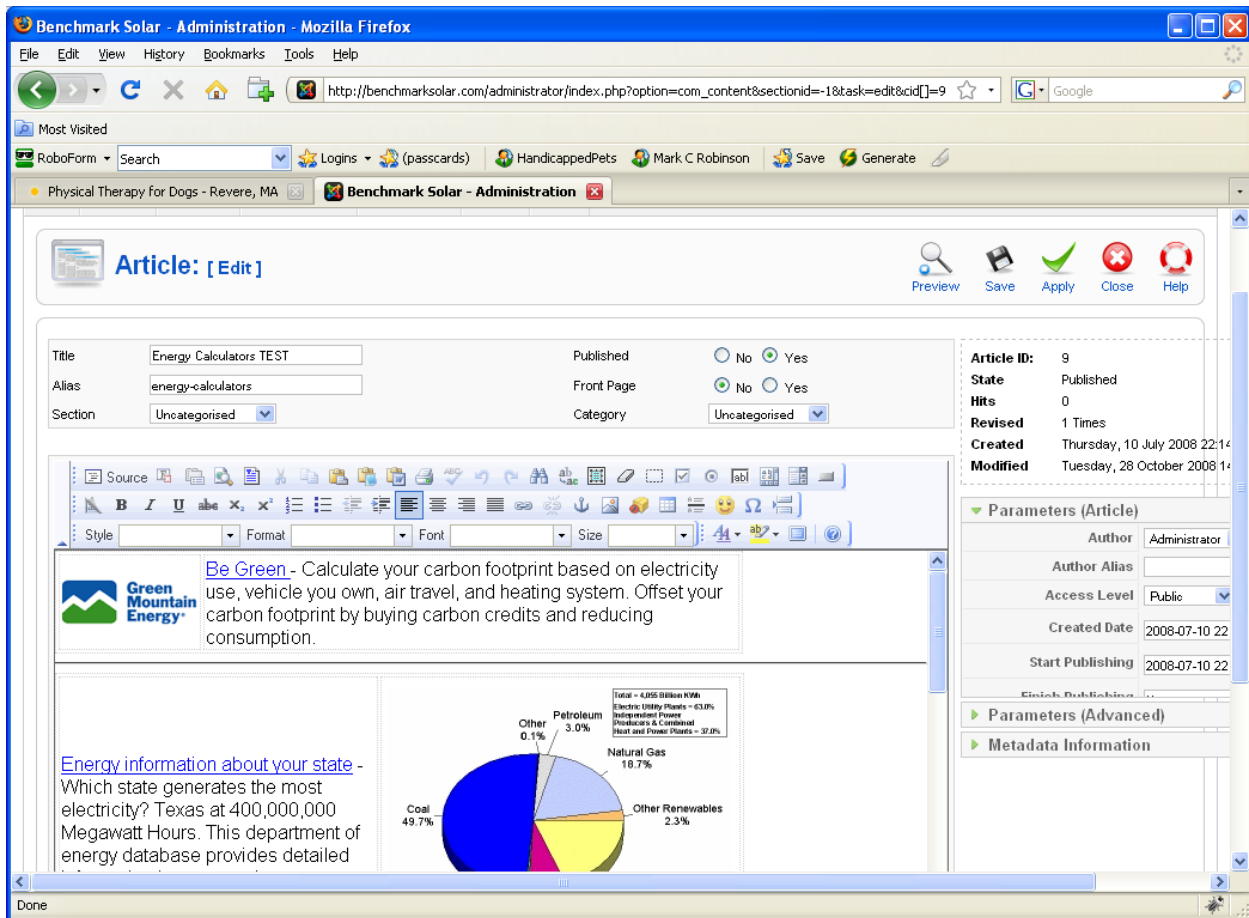 Benchmark Solar - Administration - Mozilla Firefox
File Edit View History Bookmarks Tools Help
http://benchmarksolar.com/administrator/index.php?option=com_content&sectionid=-1&task=edit&cid[]=9 Google
Most Visited
RoboForm Search Logins (passcards) HandicappedPets Mark C Robinson Save Generate
Physical Therapy for Dogs - Revere, MA Benchmark Solar - Administration
Article: [ Edit ]
Preview Save Apply Close Help
Title Energy Calculators TEST Published No Yes
Alias energy-calculators Front Page No Yes
Section Uncategorised Category Uncategorised
Article ID: 9
State Published
Hits 0
Revised 1 Times
Created Thursday, 10 July 2008 22:14
Modified Tuesday, 28 October 2008 14
Source
Style Format Font Size
Green Mountain Energy
Be Green - Calculate your carbon footprint based on electricity
use, vehicle you own, air travel, and heating system. Offset your
carbon footprint by buying carbon credits and reducing
consumption.
Energy information about your state -
Which state generates the most
electricity? Texas at 400,000,000
Megawatt Hours. This department of
energy database provides detailed
Total = 4,055 Billion KWh
Electric Utility Plants = 63.0%
Independent Power
Producers & Combined
Heat and Power Plants = 37.0%
Other
0.1%
Petroleum
3.0%
Natural Gas
18.7%
Coal
49.7%
Other Renewables
2.3%
Parameters (Article)
Author Administrator
Author Alias
Access Level Public
Created Date 2008-07-10 22
Start Publishing 2008-07-10 22
Finish Publishing
Parameters (Advanced)
Metadata Information
Done